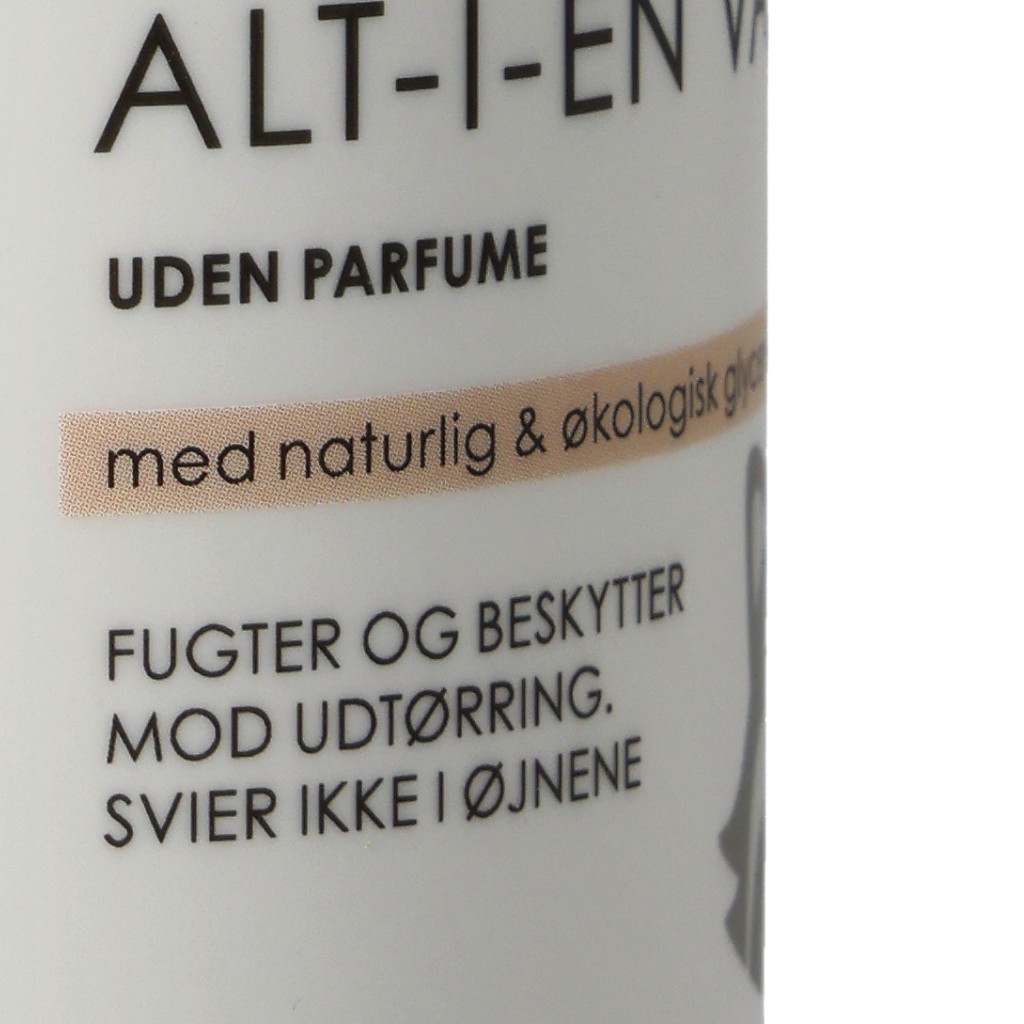 ALT-I-EN
UDEN PARFUME
med naturlig & økologisk
FUGTER OG BESKYTTER
MOD UDTØRRING.
SVIER IKKE I ØJNENE